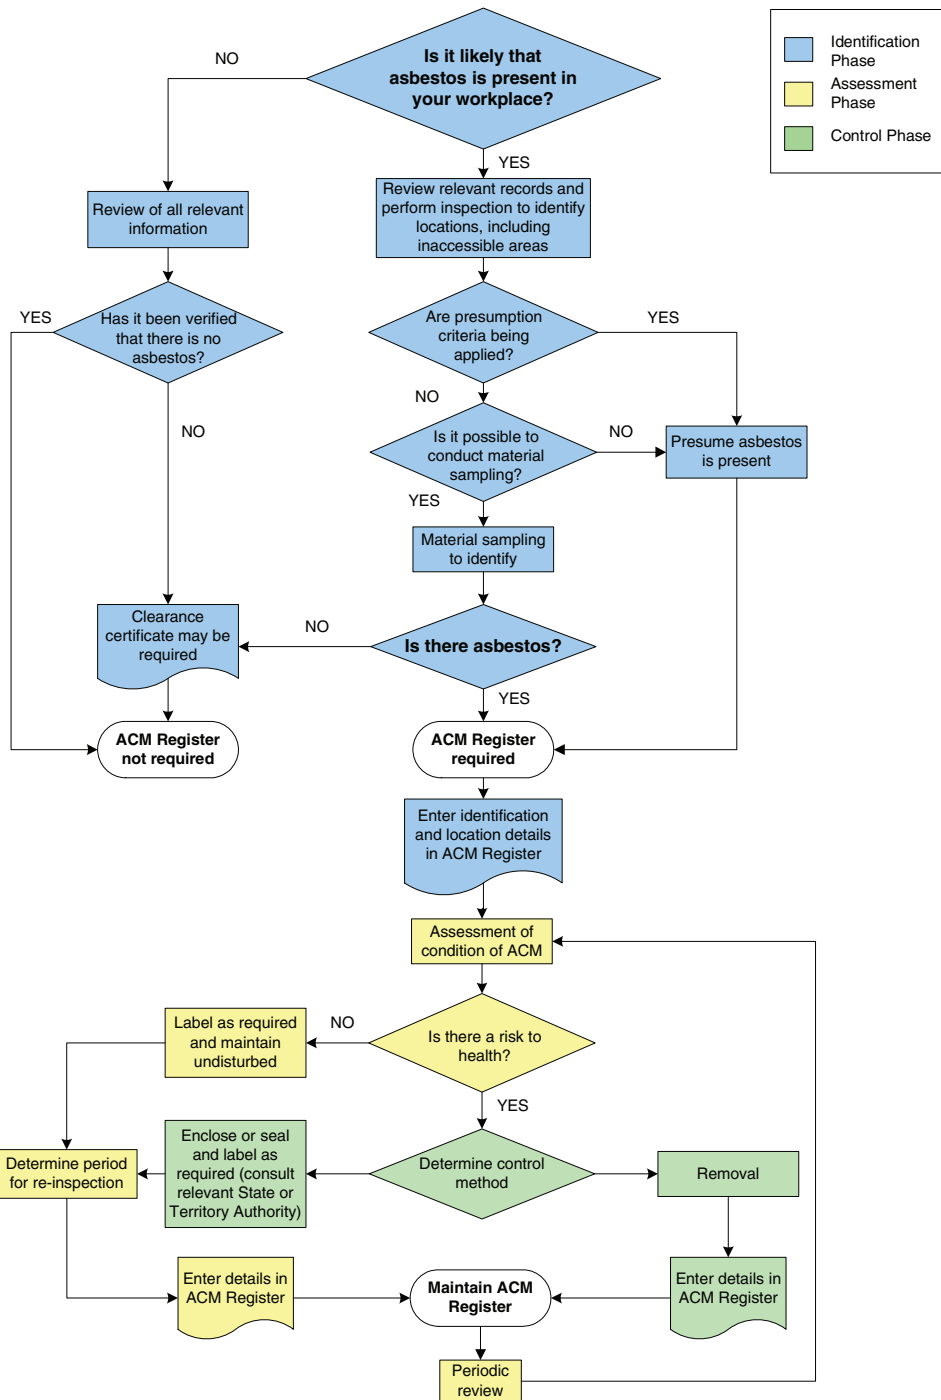 Is it likely that
asbestos is present in
your workplace?
Identification
Phase
Assessment
Phase
Control Phase
NO
YES
Review of all relevant
information
Review relevant records and
perform inspection to identify
locations, including
inaccessible areas
YES
Has it been verified
that there is no
asbestos?
Are presumption
criteria being
applied?
YES
NO
NO
Is it possible to
conduct material
sampling?
NO
Presume asbestos
is present
YES
Material sampling
to identify
Clearance
certificate may be
required
NO
Is there asbestos?
YES
ACM Register
not required
ACM Register
required
Enter identification
and location details
in ACM Register
Assessment of
condition of ACM
Label as required
and maintain
undisturbed
NO
Is there a risk to
health?
YES
Determine period
for re-inspection
Enclose or seal
and label as
required (consult
relevant State or
Territory Authority)
Determine control
method
Removal
Enter details in
ACM Register
Maintain ACM
Register
Enter details in
ACM Register
Periodic
review